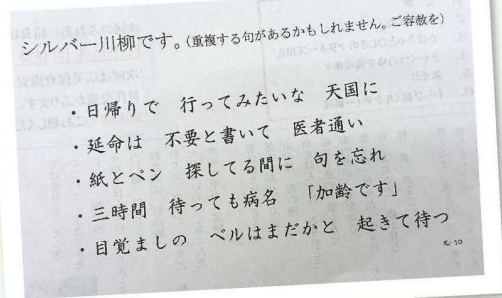 シルバー川柳です。(重複する句があるかもしれません。ご容赦を)
・日帰りで 行ってみたいな 天国に
・延命は 不要と書いて 医者通い
・紙とペン 探してる間に 句を忘れ
・三時間 待っても病名 「加齢です」
・目覚ましの ベルはまだかと 起きて待つ